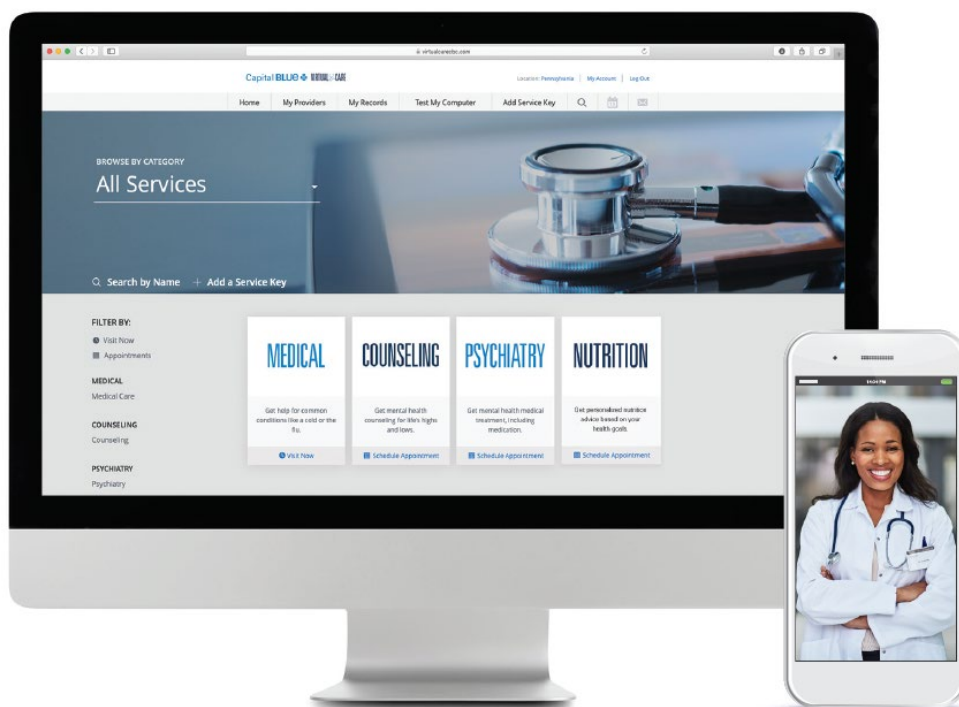 virtualcarecbc.com
Capital BLUE VIRTUAL CARE
Location: Pennsylvania | My Account | Log Out
Home My Providers My Records Test My Computer Add Service Key
BROWSE BY CATEGORY
All Services
Search by Name + Add a Service Key
FILTER BY:
Visit Now
Appointments
MEDICAL
Medical Care
COUNSELING
Counseling
PSYCHIATRY
Psychiatry
MEDICAL
Get help for common
conditions like a cold or the
flu.
Visit Now
COUNSELING
Get mental health
counseling for life's highs
and lows.
Schedule Appointment
PSYCHIATRY
Get mental health medical
treatment, including
medication.
Schedule Appointment
NUTRITION
Get personalized nutrition
advice based on your
health goals
Schedule Appointment